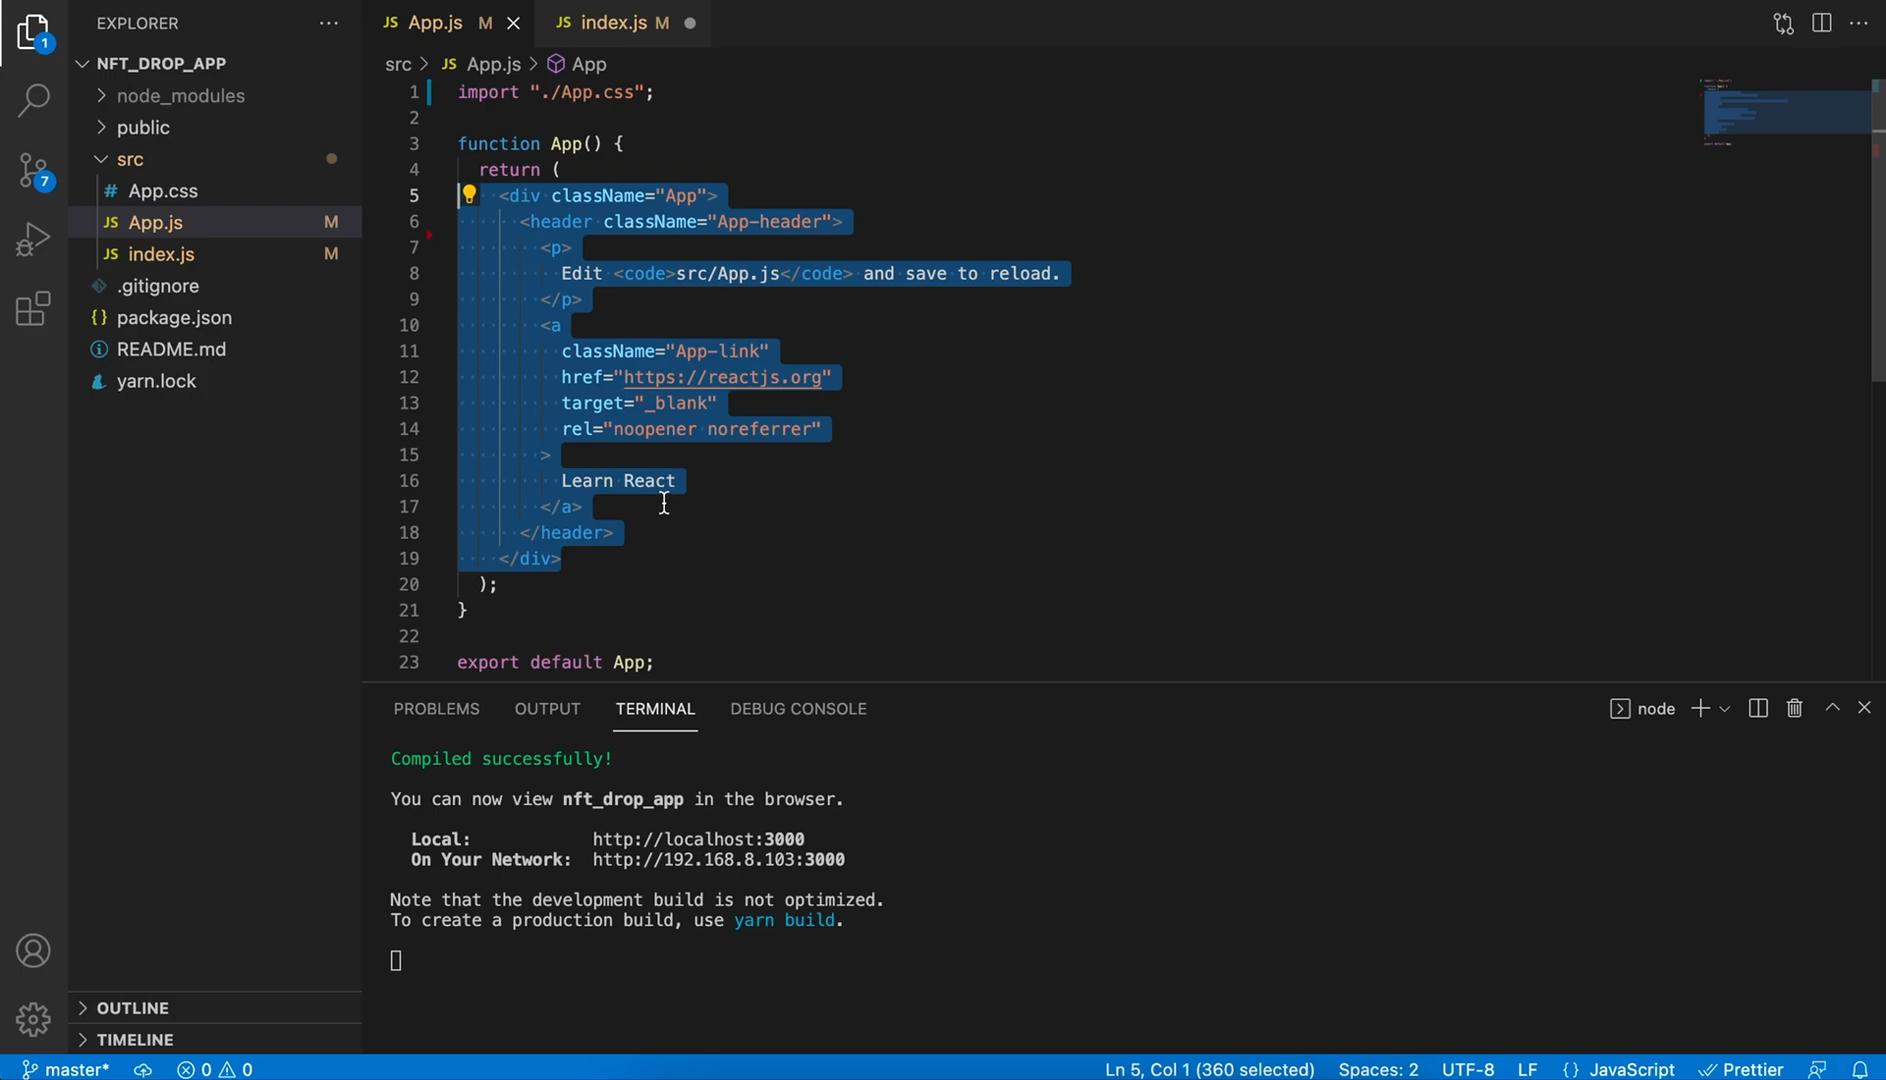 EXPLORER
App.js M
index.js M
1
NFT_DROP_APP
node_modules
public
src
App.css
App.js M
index.js M
.gitignore
package.json
README.md
yarn.lock
7
OUTLINE
TIMELINE
src > JS App.js > App
1 import "./App.css";
2
3 function App() {
4 return (
5 <div className="App">
6 <header className="App-header">
7 <p>
8 Edit <code>src/App.js</code> and save to reload.
9 </p>
10 <a
11 className="App-link"
12 href="https://reactjs.org"
13 target="_blank"
14 rel="noopener noreferrer"
15 >
16 Learn React
17 </a>
18 </header>
19 </div>
20 );
21 }
22
23 export default App;
PROBLEMS OUTPUT TERMINAL DEBUG CONSOLE
node
Compiled successfully!
You can now view nft_drop_app in the browser.
Local: http://localhost:3000
On Your Network: http://192.168.8.103:3000
Note that the development build is not optimized.
To create a production build, use yarn build.
master* 0 0 Ln 5, Col 1 (360 selected) Spaces: 2 UTF-8 LF {} JavaScript Prettier